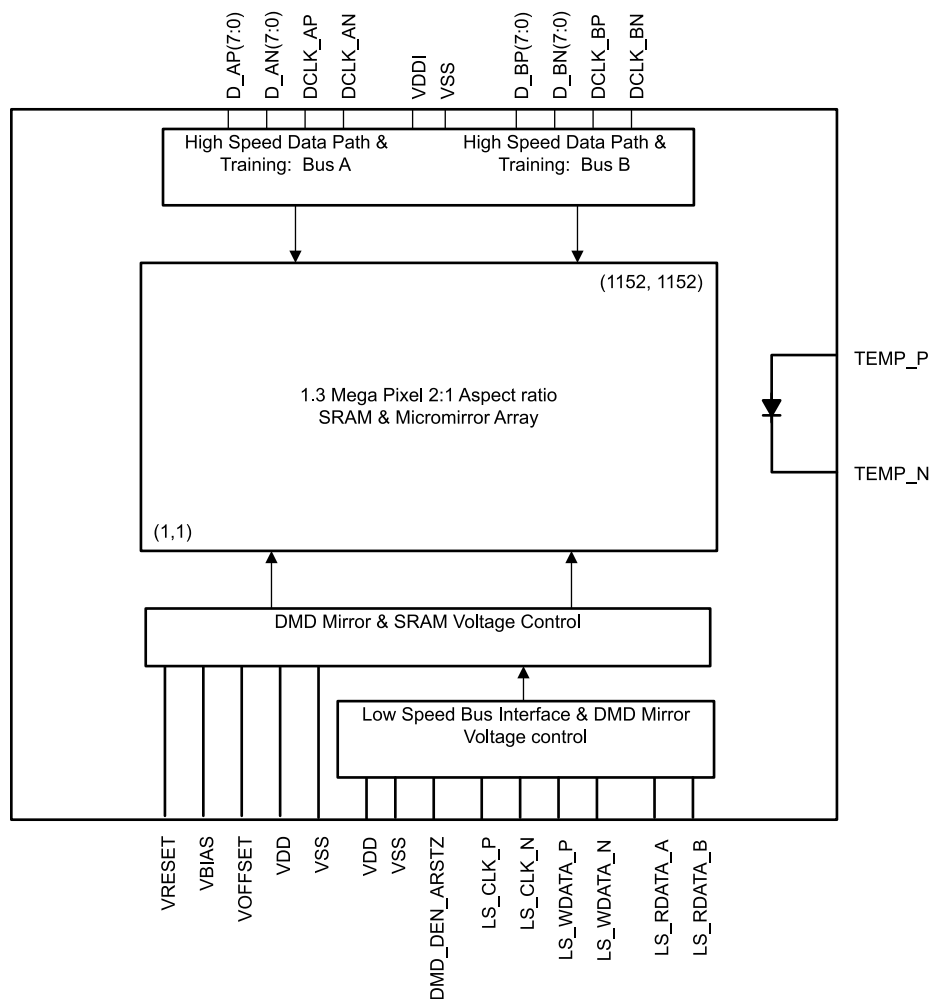 D_AP(7:0)
D_AN(7:0)
DCLK_AP
DCLK_AN
VDDI
VSS
D_BP(7:0)
D_BN(7:0)
DCLK_BP
DCLK_BN
High Speed Data Path &
Training: Bus A
High Speed Data Path &
Training: Bus B
(1152, 1152)
1.3 Mega Pixel 2:1 Aspect ratio
SRAM & Micromirror Array
(1,1)
TEMP_P
TEMP_N
DMD Mirror & SRAM Voltage Control
Low Speed Bus Interface & DMD Mirror
Voltage control
VRESET
VBIAS
VOFFSET
VDD
VSS
VDD
VSS
DMD_DEN_ARSTZ
LS_CLK_P
LS_CLK_N
LS_WDATA_P
LS_WDATA_N
LS_RDATA_A
LS_RDATA_B